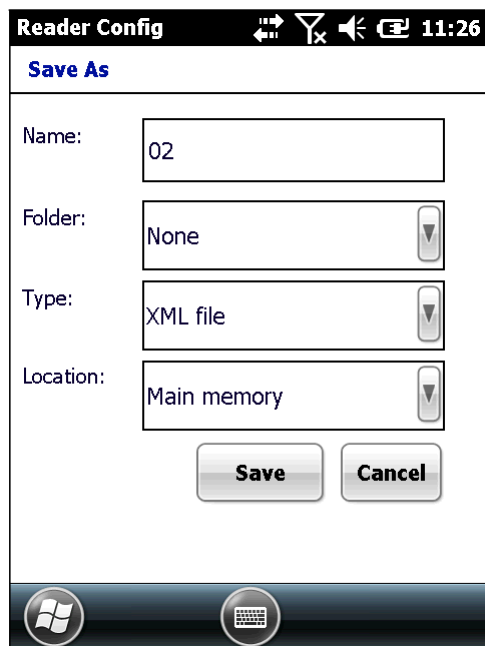 Reader Config 11:26
Save As
Name: 02
Folder: None
Type: XML file
Location: Main memory
Save Cancel